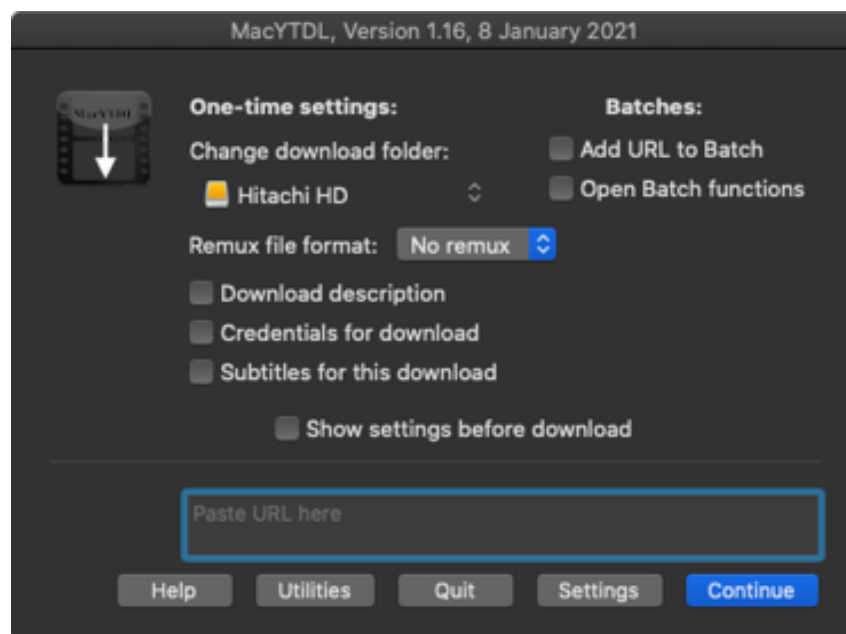 MacYTDL, Version 1.16, 8 January 2021
MacYTDL
One-time settings:
Batches:
Change download folder:
Add URL to Batch
Hitachi HD
Open Batch functions
Remux file format: No remux
Download description
Credentials for download
Subtitles for this download
Show settings before download
Paste URL here
Help Utilities Quit Settings Continue